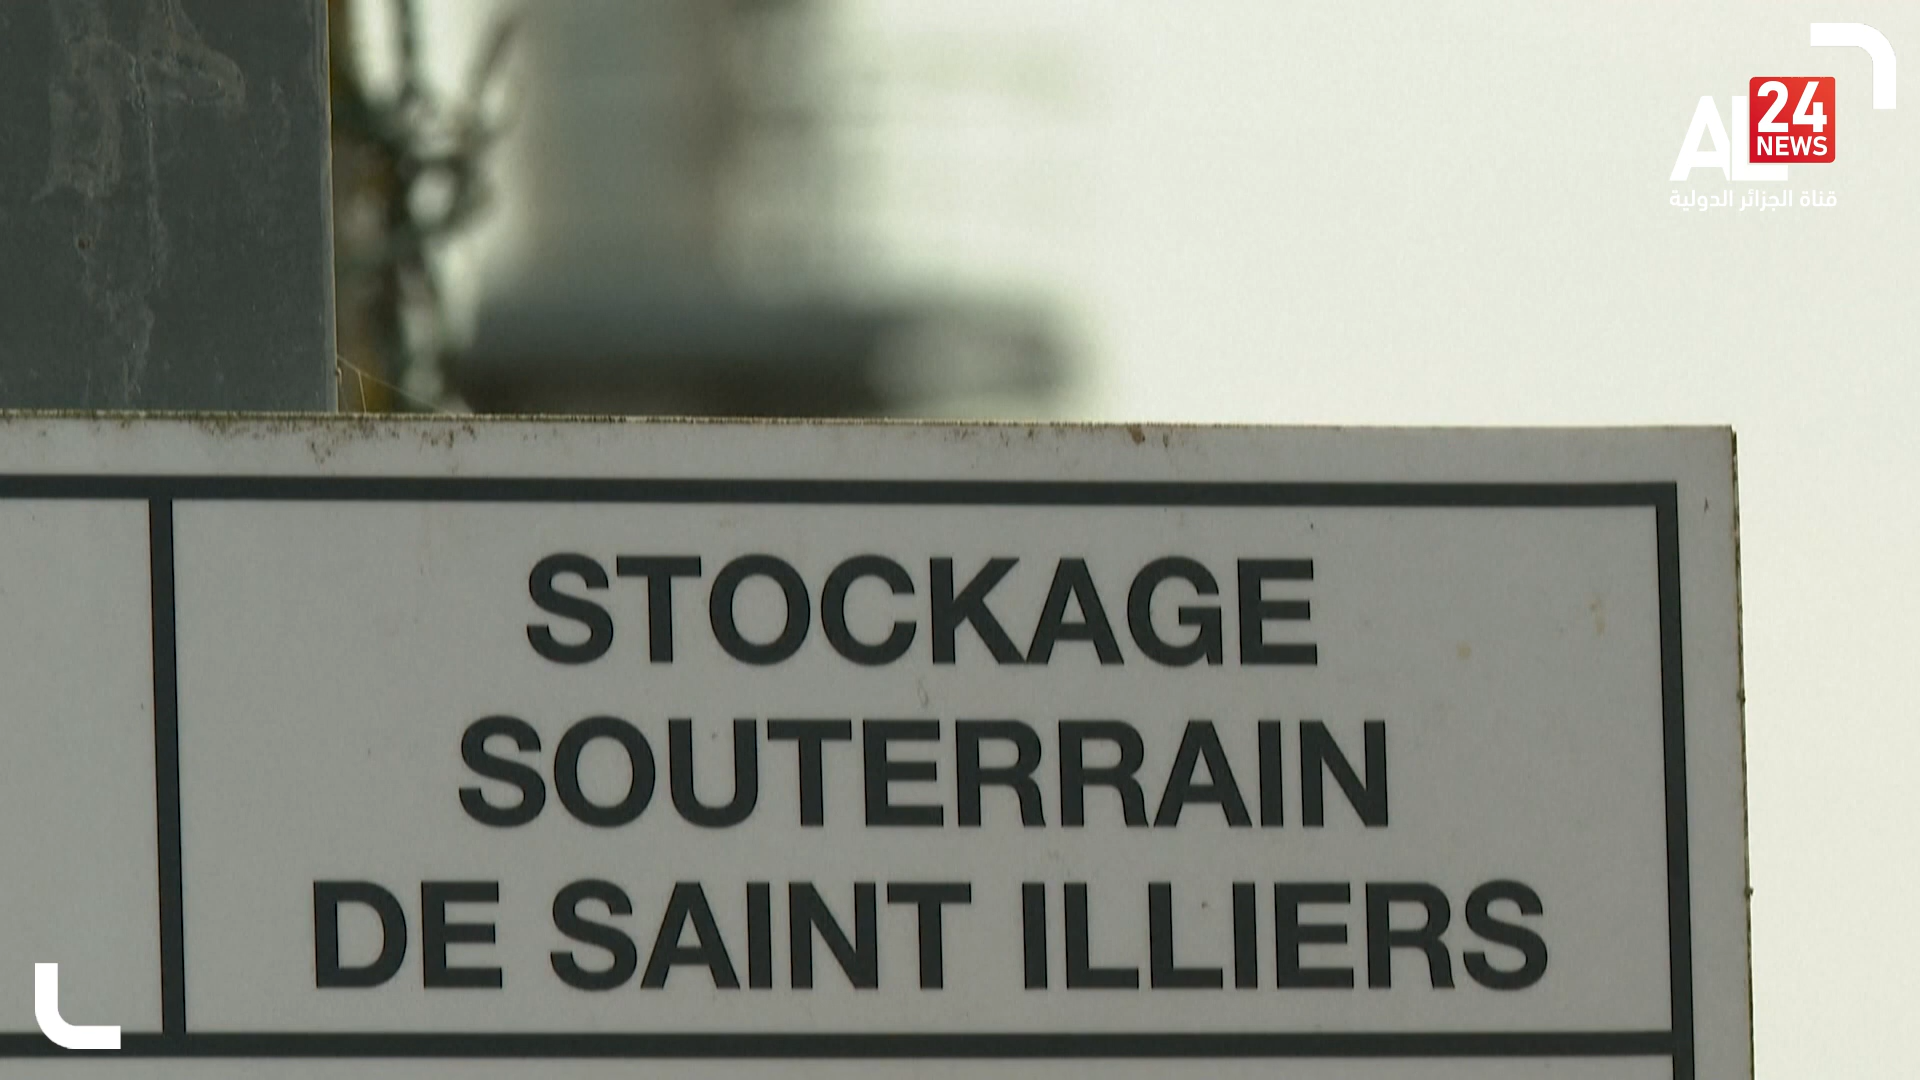 AL
24
NEWS
قناة الجزائر الدولية
STOCKAGE
SOUTERRAIN
DE SAINT ILLIERS